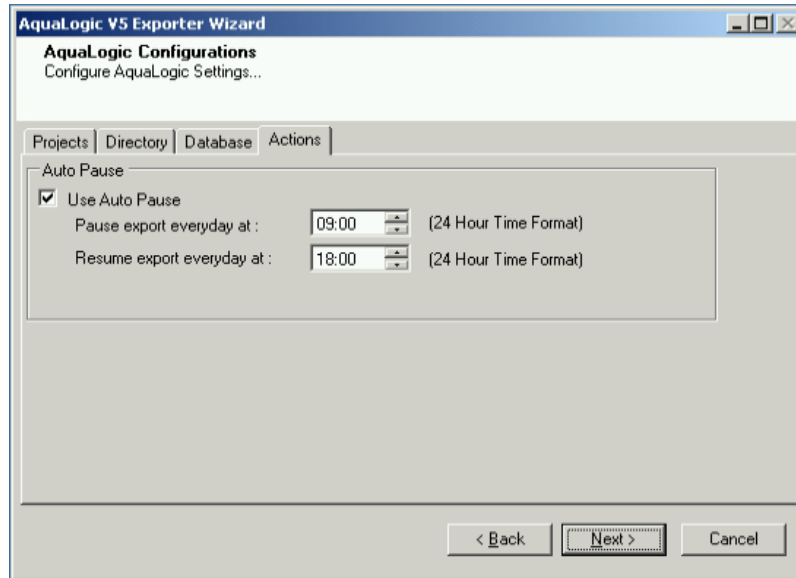 AquaLogic V5 Exporter Wizard
AquaLogic Configurations
Configure AquaLogic Settings...
Projects Directory Database Actions
Auto Pause
Use Auto Pause
Pause export everyday at : 09:00 (24 Hour Time Format)
Resume export everyday at : 18:00 (24 Hour Time Format)
< Back Next > Cancel